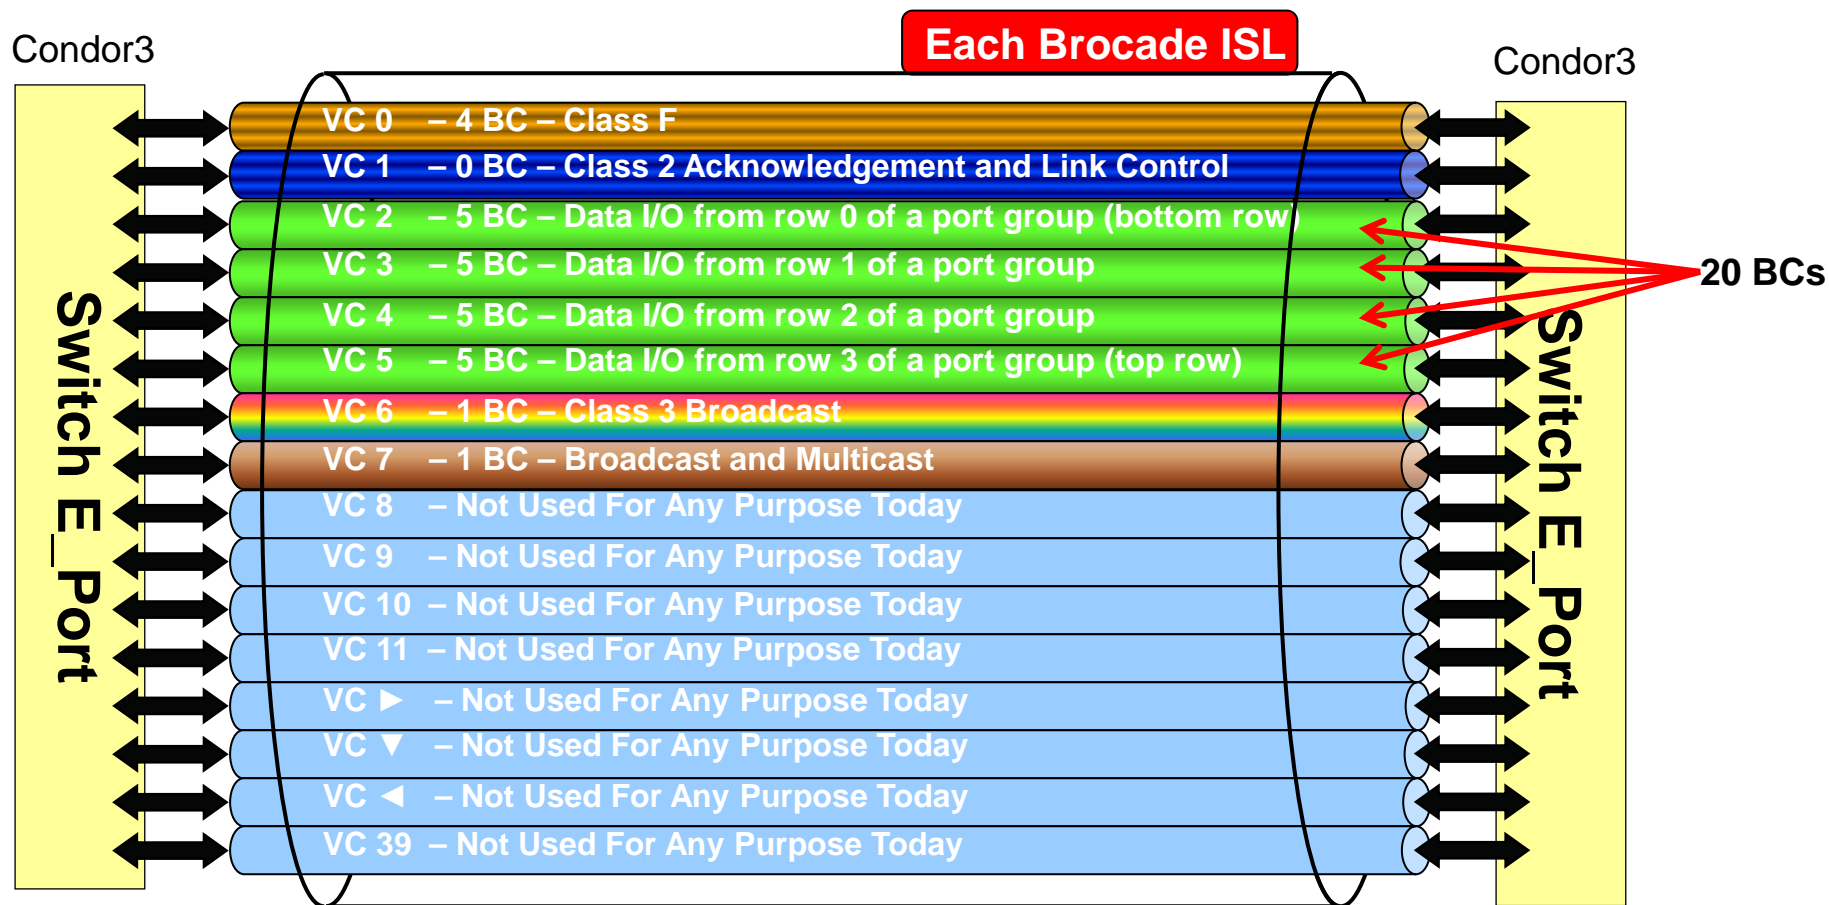 Each Brocade ISL
Condor3
Condor3
VC 0 – 4 BC – Class F
VC 1 – 0 BC – Class 2 Acknowledgement and Link Control
VC 2 – 5 BC – Data I/O from row 0 of a port group (bottom row)
VC 3 – 5 BC – Data I/O from row 1 of a port group
VC 4 – 5 BC – Data I/O from row 2 of a port group
VC 5 – 5 BC – Data I/O from row 3 of a port group (top row)
VC 6 – 1 BC – Class 3 Broadcast
VC 7 – 1 BC – Broadcast and Multicast
VC 8 – Not Used For Any Purpose Today
VC 9 – Not Used For Any Purpose Today
VC 10 – Not Used For Any Purpose Today
VC 11 – Not Used For Any Purpose Today
VC ► – Not Used For Any Purpose Today
VC ▼ – Not Used For Any Purpose Today
VC ◄ – Not Used For Any Purpose Today
VC 39 – Not Used For Any Purpose Today
Switch E_Port
Switch E_Port
20 BCs